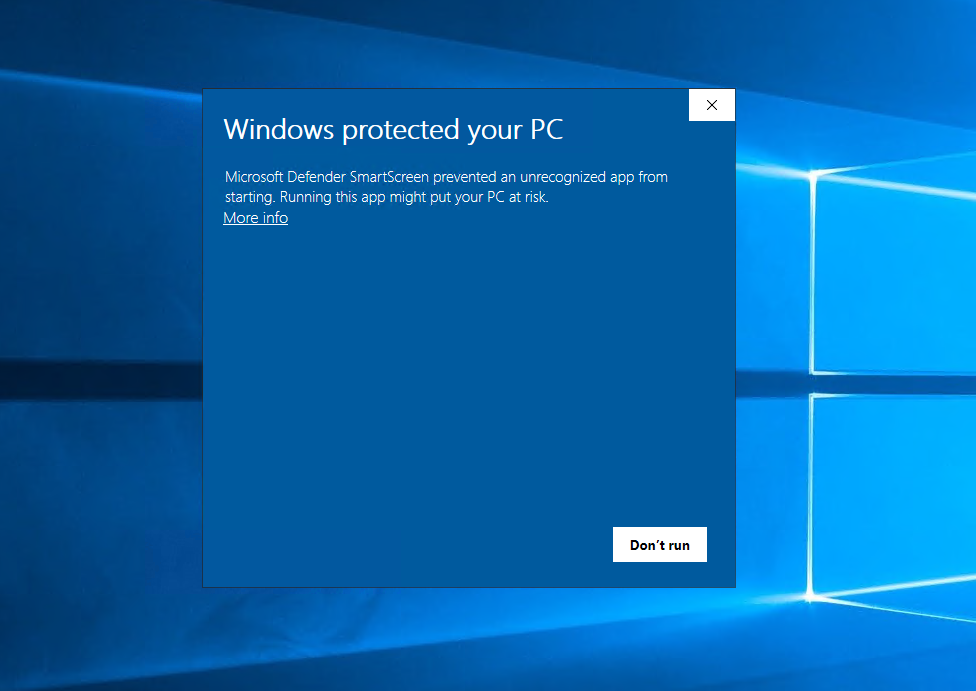 Windows protected your PC
Microsoft Defender SmartScreen prevented an unrecognized app from
starting. Running this app might put your PC at risk.
More info
Don’t run